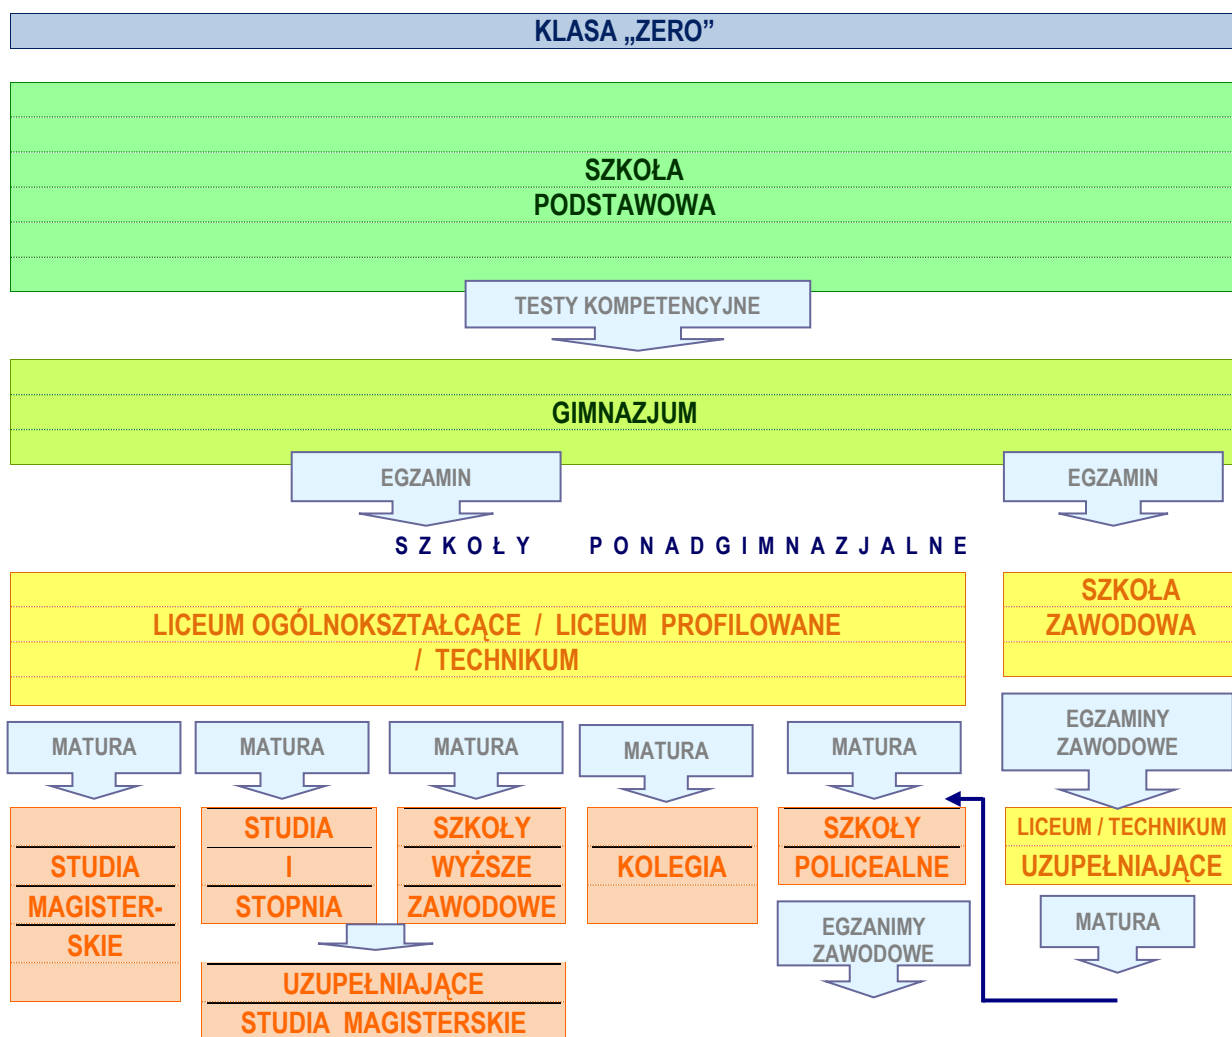 KLASA „ZERO”
SZKOŁA
PODSTAWOWA
TESTY KOMPETENCYJNE
GIMNAZJUM
EGZAMIN
EGZAMIN
SZKOŁY PONADGIMNAZJALNE
LICEUM OGÓLNOKSZTAŁCĄCE / LICEUM PROFILOWANE
/ TECHNIKUM
SZKOŁA
ZAWODOWA
MATURA
MATURA
MATURA
MATURA
MATURA
EGZAMINY
ZAWODOWE
STUDIA
MAGISTER-
SKIE
STUDIA
I
STOPNIA
SZKOŁY
WYŻSZE
ZAWODOWE
KOLEGIA
SZKOŁY
POLICEALNE
LICEUM / TECHNIKUM
UZUPEŁNIAJĄCE
EGZANIMY
ZAWODOWE
MATURA
UZUPEŁNIAJĄCE
STUDIA MAGISTERSKIE